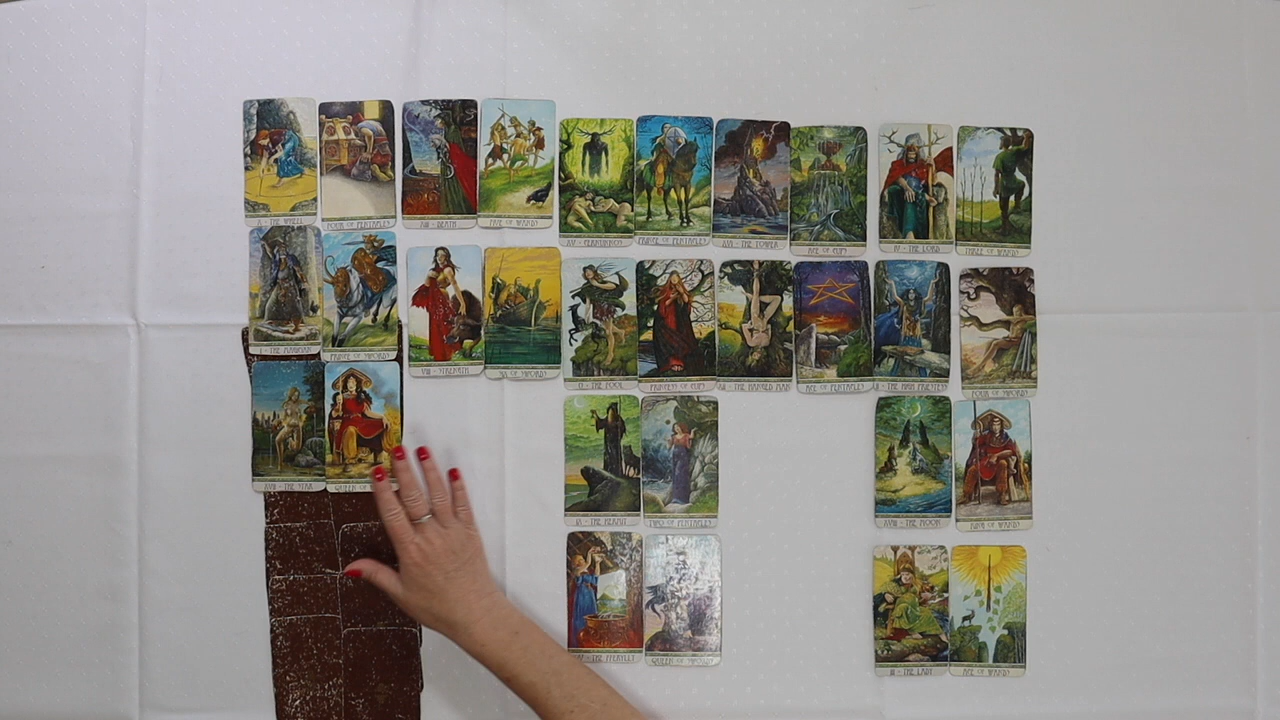 X - THE WHEEL
FOUR OF PENTACLES
XIII - DEATH
FIVE OF WANDS
XV - CERNUNNOS
PRINCE OF PENTACLES
XVI - THE TOWER
ACE OF CUPS
IV - THE LORD
THREE OF WANDS
I - THE MAGICIAN
PRINCE OF SWORDS
VIII - STRENGTH
SIX OF SWORDS
THE FOOL
PRINCESS OF CUPS
XII - THE HANGED MAN
ACE OF PENTACLES
II - THE HIGH PRIESTESS
FOUR OF SWORDS
XVII - THE STAR
QUEEN OF
IX - THE HERMIT
TWO OF PENTACLES
XVIII - THE MOON
KING OF WANDS
THE FFERYLLT
QUEEN OF SWORDS
III - THE LADY
ACE OF WANDS